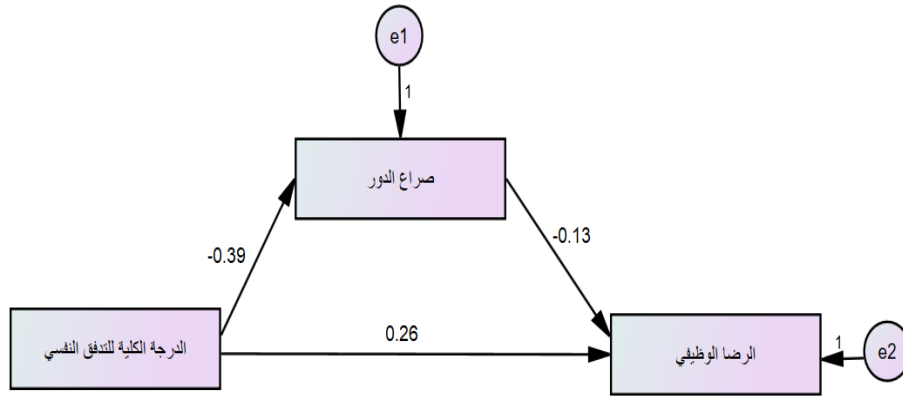 e1
1
صراع الدور
-0.39
-0.13
الدرجة الكلية للتدفق النفسي
0.26
الرضا الوظيفي
1
e2